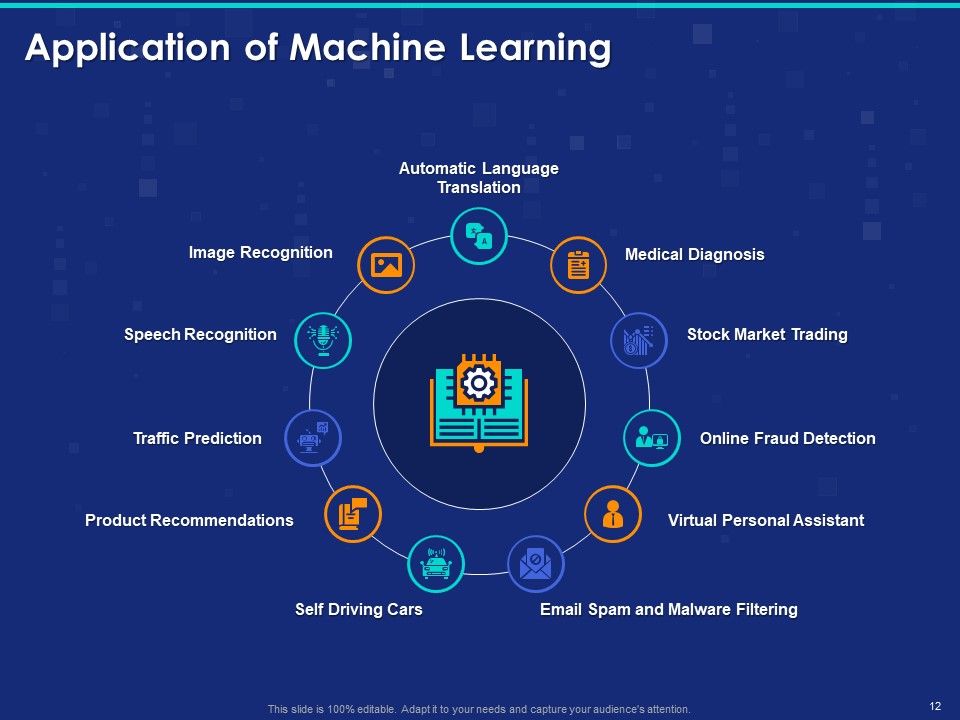 Application of Machine Learning
Automatic Language
Translation
Image Recognition
Medical Diagnosis
Speech Recognition
Stock Market Trading
Traffic Prediction
Online Fraud Detection
Product Recommendations
Virtual Personal Assistant
Self Driving Cars
Email Spam and Malware Filtering
This slide is 100% editable. Adapt it to your needs and capture your audience's attention.
12